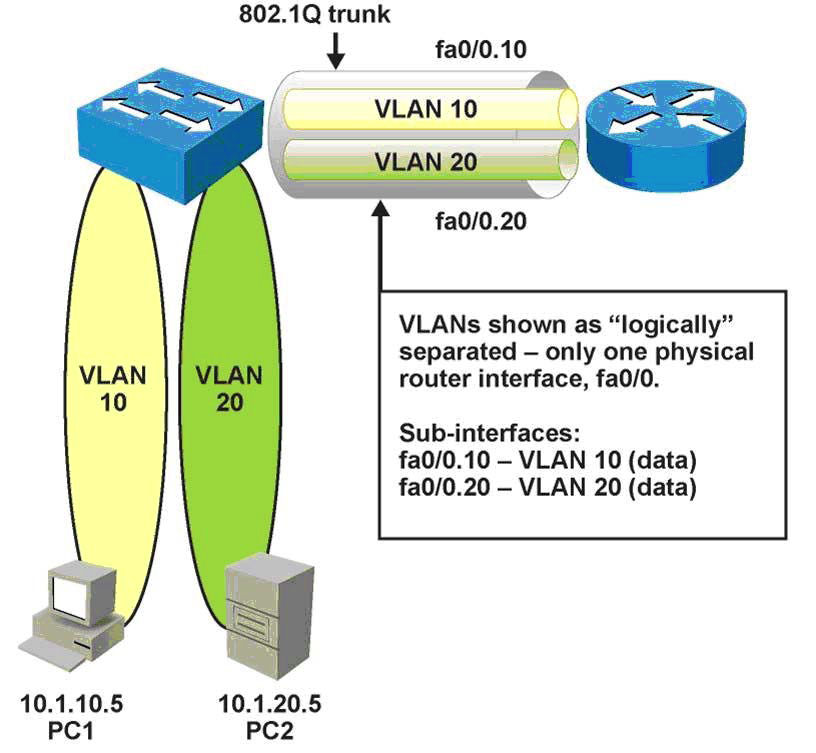 802.1Q trunk
fa0/0.10
VLAN 10
VLAN 20
fa0/0.20
VLANs shown as “logically”
separated – only one physical
router interface, fa0/0.
Sub-interfaces:
fa0/0.10 – VLAN 10 (data)
fa0/0.20 – VLAN 20 (data)
VLAN
10
VLAN
20
10.1.10.5
PC1
10.1.20.5
PC2